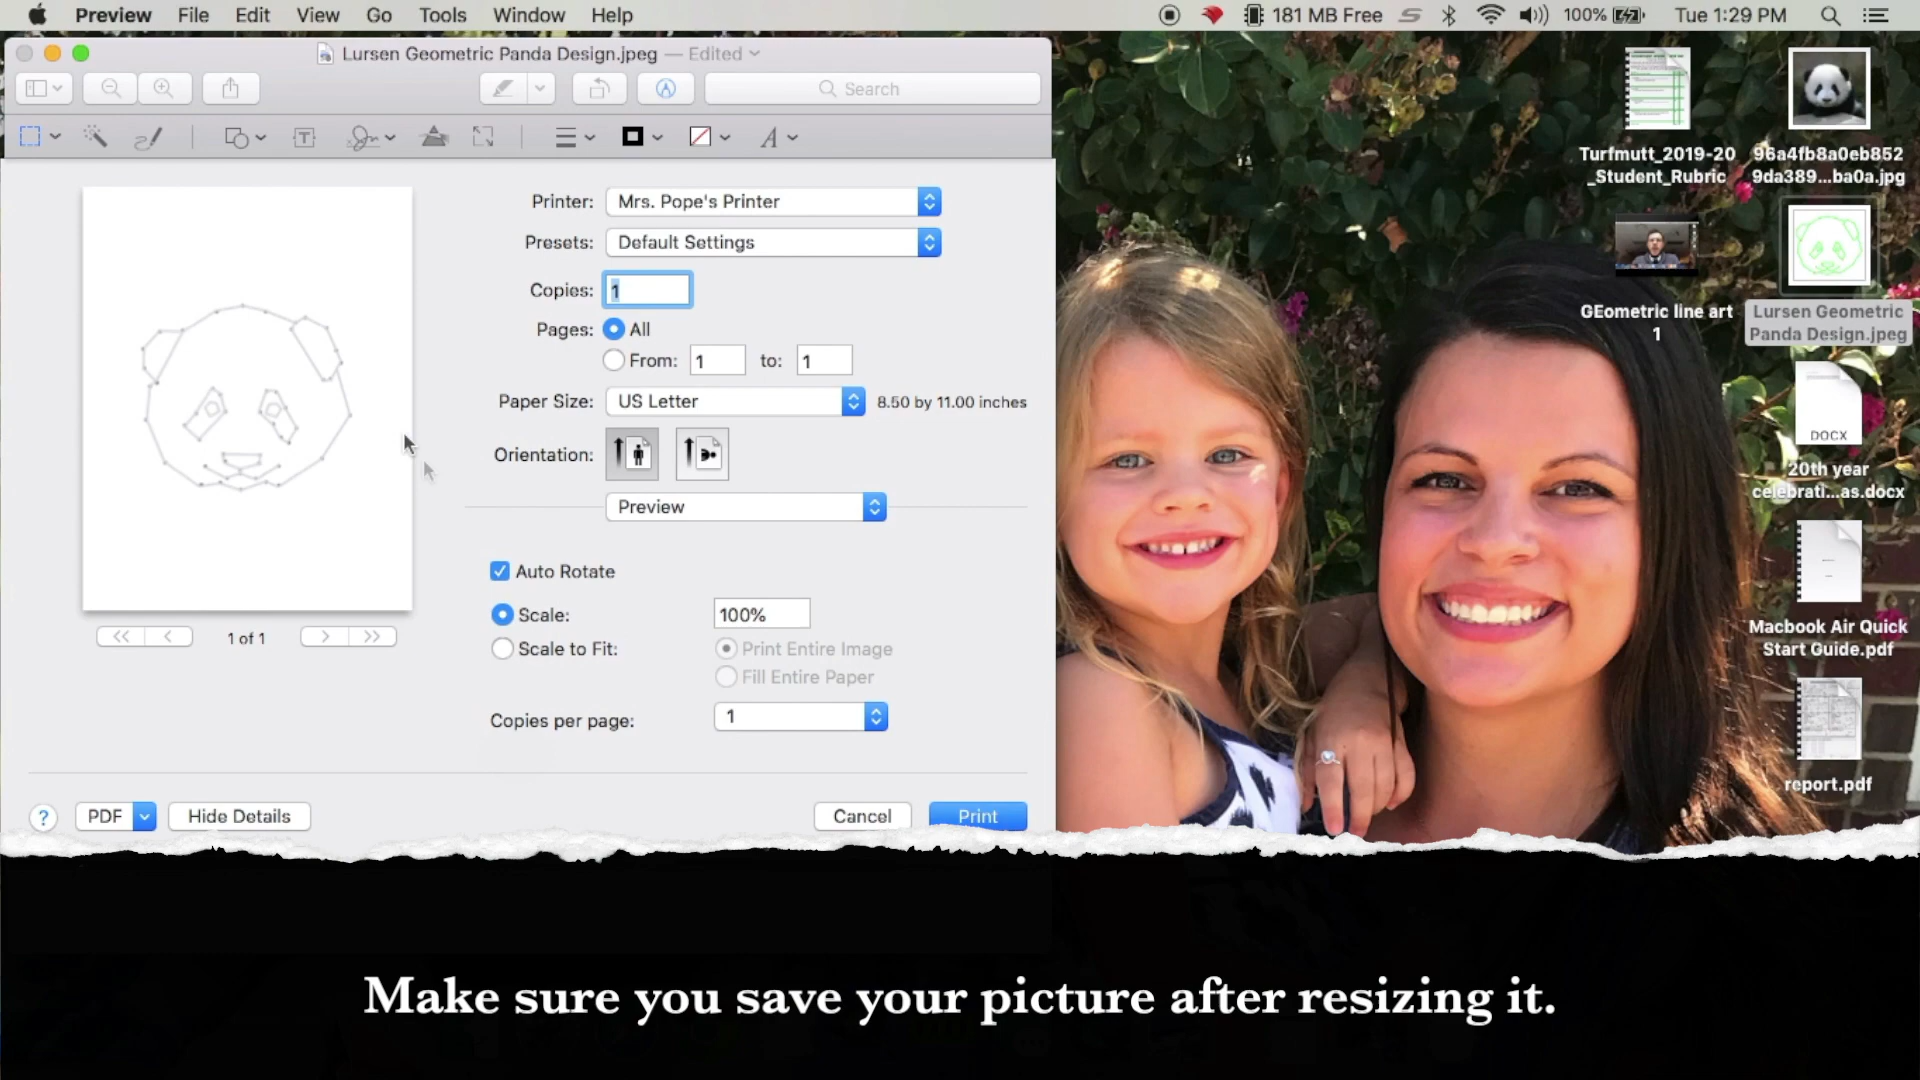 Preview File Edit View Go Tools Window Help 181 MB Free 100% Tue 1:29 PM
Lursen Geometric Panda Design.jpeg — Edited
Search
Printer: Mrs. Pope's Printer
Presets: Default Settings
Copies: 1
Pages: All
From: 1 to: 1
Paper Size: US Letter 8.50 by 11.00 inches
Orientation:
Preview
Auto Rotate
Scale: 100%
Scale to Fit: Print Entire Image
Fill Entire Paper
Copies per page: 1
1 of 1
? PDF Hide Details Cancel Print
Turfmutt_2019-20
_Student_Rubric
96a4fb8a0eb852
9da389...ba0a.jpg
GEometric line art
1
Lursen Geometric
Panda Design.jpeg
DOCX
20th year
celebrati...as.docx
Macbook Air Quick
Start Guide.pdf
report.pdf
Make sure you save your picture after resizing it.